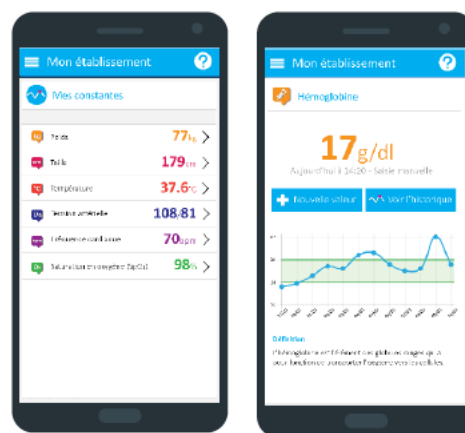 Mon établissement
?
Mes constantes
Poids
77kg
Taille
179cm
Température
37.6°C
Tension artérielle
108/81
Fréquence cardiaque
70bpm
Saturation en oxygène (SpO2)
98%
Mon établissement
?
Hémoglobine
17g/dl
Aujourd'hui à 14:20 - Saisie manuelle
Nouvelle valeur
Voir l'historique
Définition
L'hémoglobine est l'élément des globules rouges qui a
pour fonction de transporter l'oxygène vers les cellules.